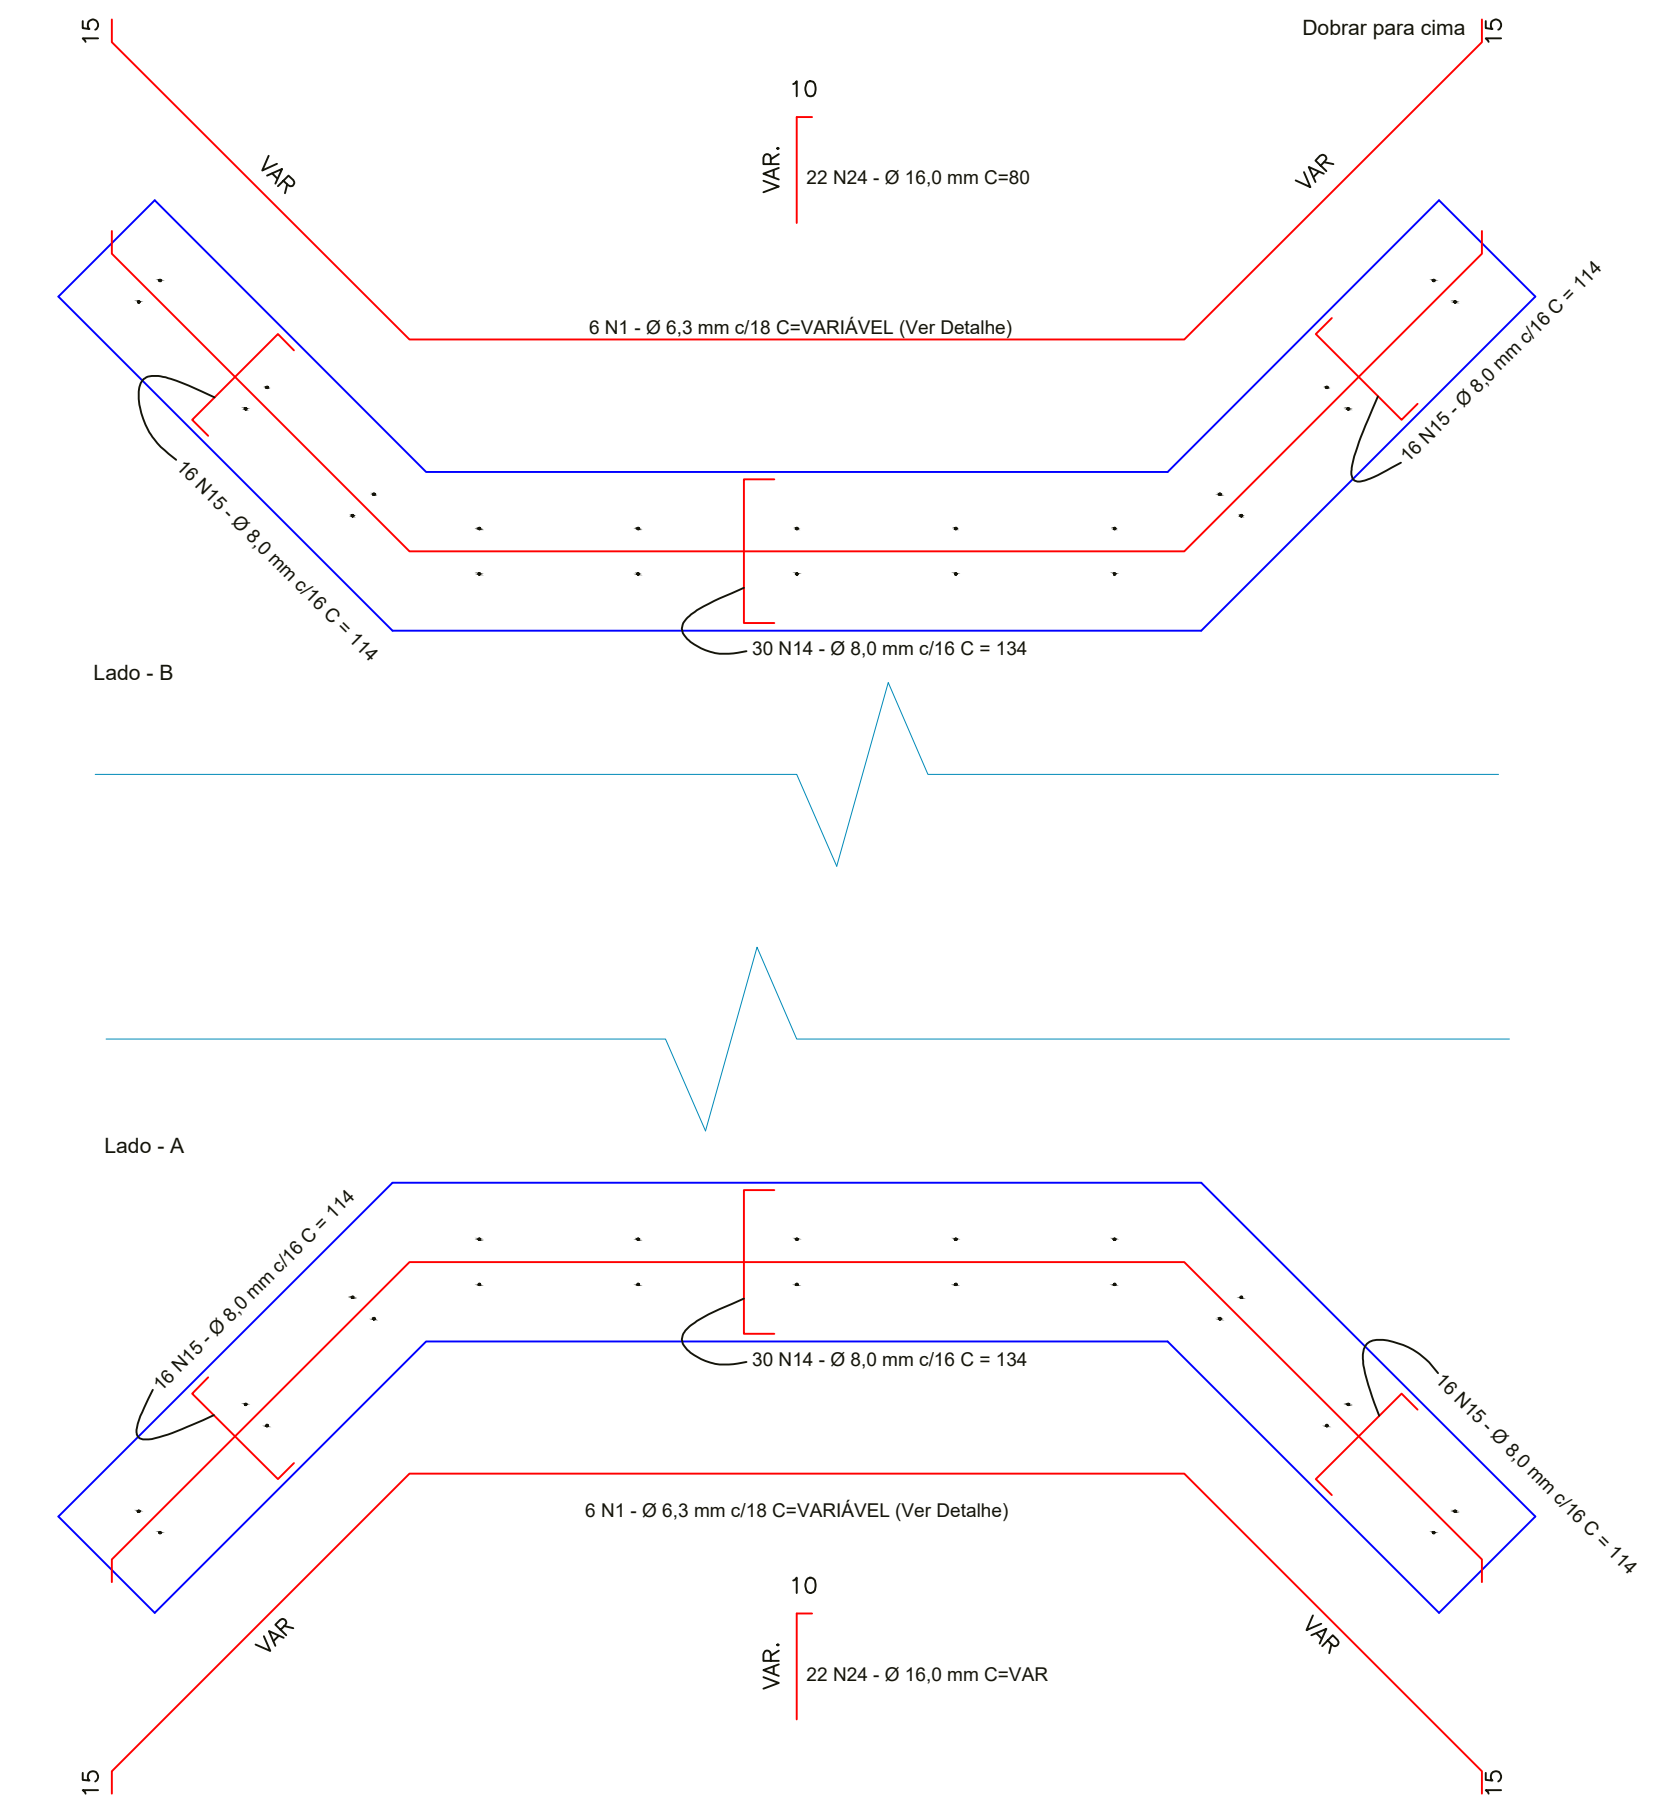 15
Dobrar para cima
15
10
VAR
VAR.
22 N24 - Ø 16,0 mm C=80
VAR
6 N1 - Ø 6,3 mm c/18 C=VARIÁVEL (Ver Detalhe)
16 N15 - Ø 8,0 mm c/16 C = 114
16 N15 - Ø 8,0 mm c/16 C = 114
30 N14 - Ø 8,0 mm c/16 C = 134
Lado - B
Lado - A
16 N15 - Ø 8,0 mm c/16 C = 114
30 N14 - Ø 8,0 mm c/16 C = 134
16 N15 - Ø 8,0 mm c/16 C = 114
6 N1 - Ø 6,3 mm c/18 C=VARIÁVEL (Ver Detalhe)
10
VAR
VAR.
22 N24 - Ø 16,0 mm C=VAR
VAR
15
15